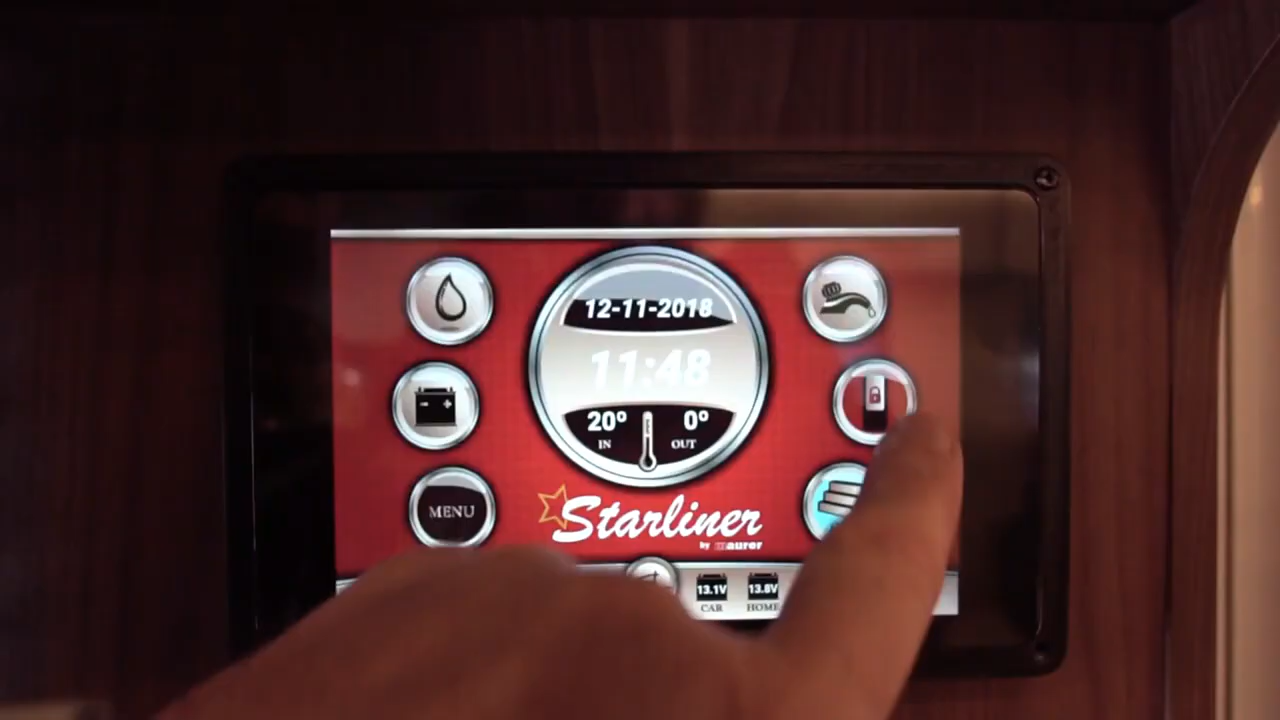 12-11-2018
11:48
20° 0°
IN OUT
MENU
Starliner
by maurer
13.1V 13.8V
CAR HOME